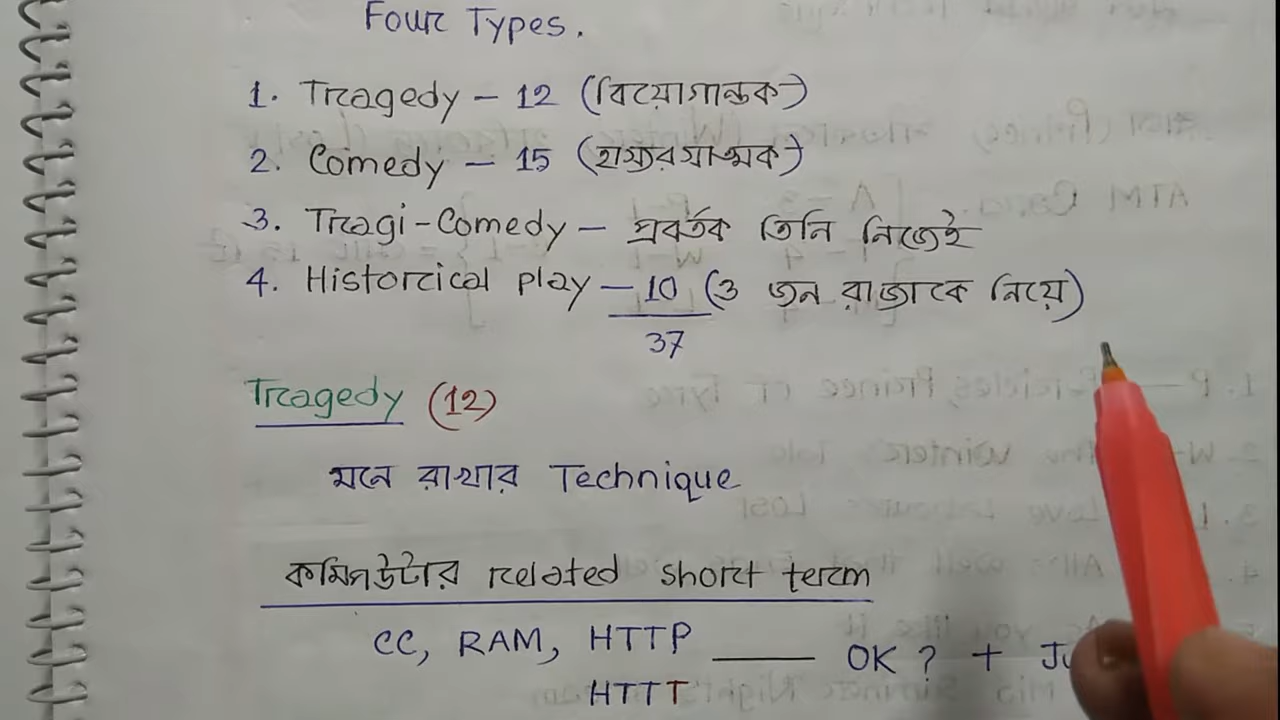 Four Types.
1. Tragedy – 12 (বিয়োগান্তক)
2. Comedy – 15 (হাস্যরসাত্মক)
3. Tragi-Comedy – প্রবর্তক তিনি নিজেই
4. Historical play – 10 (৩ জন রাজাকে নিয়ে)
37
Tragedy (12)
মনে রাখার Technique
কম্পিউটার related short term
CC, RAM, HTTP ____ OK ? + Ju
HTTT